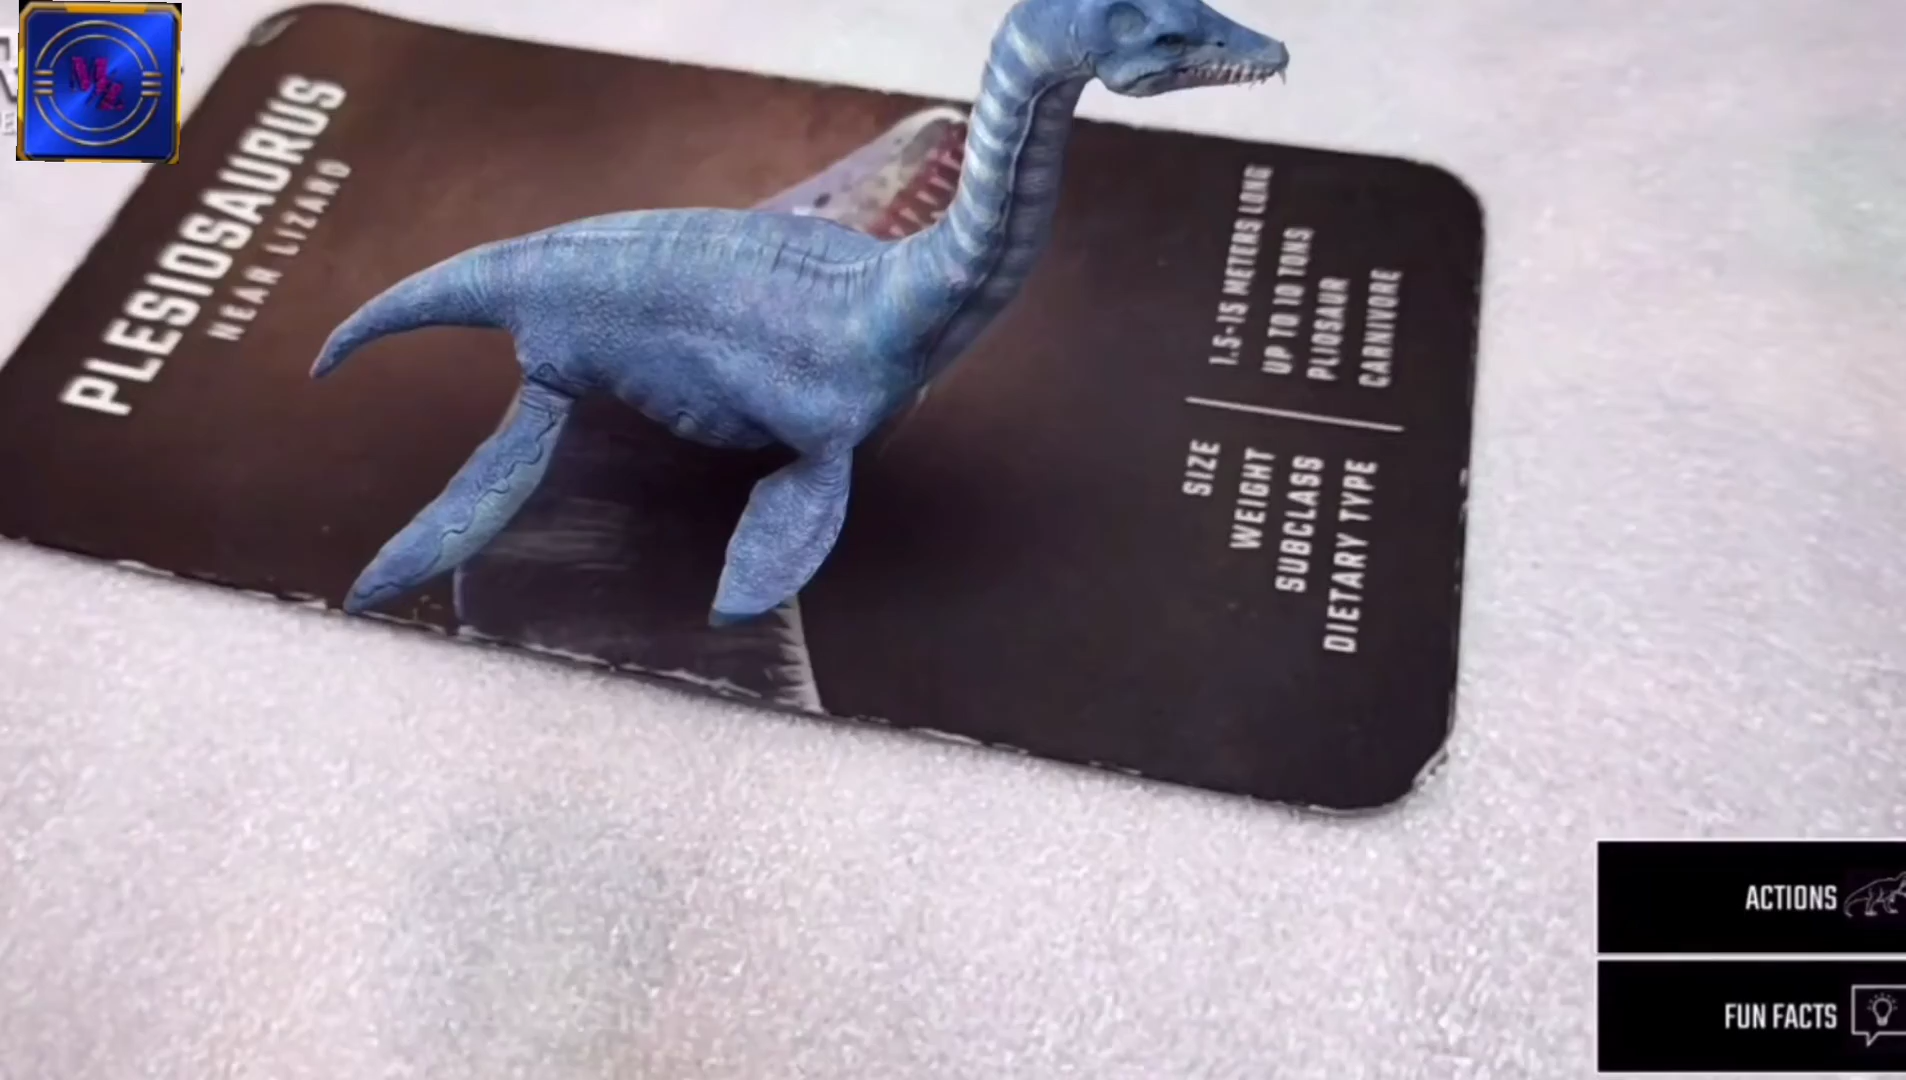 PLESIOSAURUS
NEAR LIZARD
SIZE 1.5-15 METERS LONG
WEIGHT UP TO 10 TONS
SUBCLASS PLIOSAUR
DIETARY TYPE CARNIVORE
ACTIONS
FUN FACTS